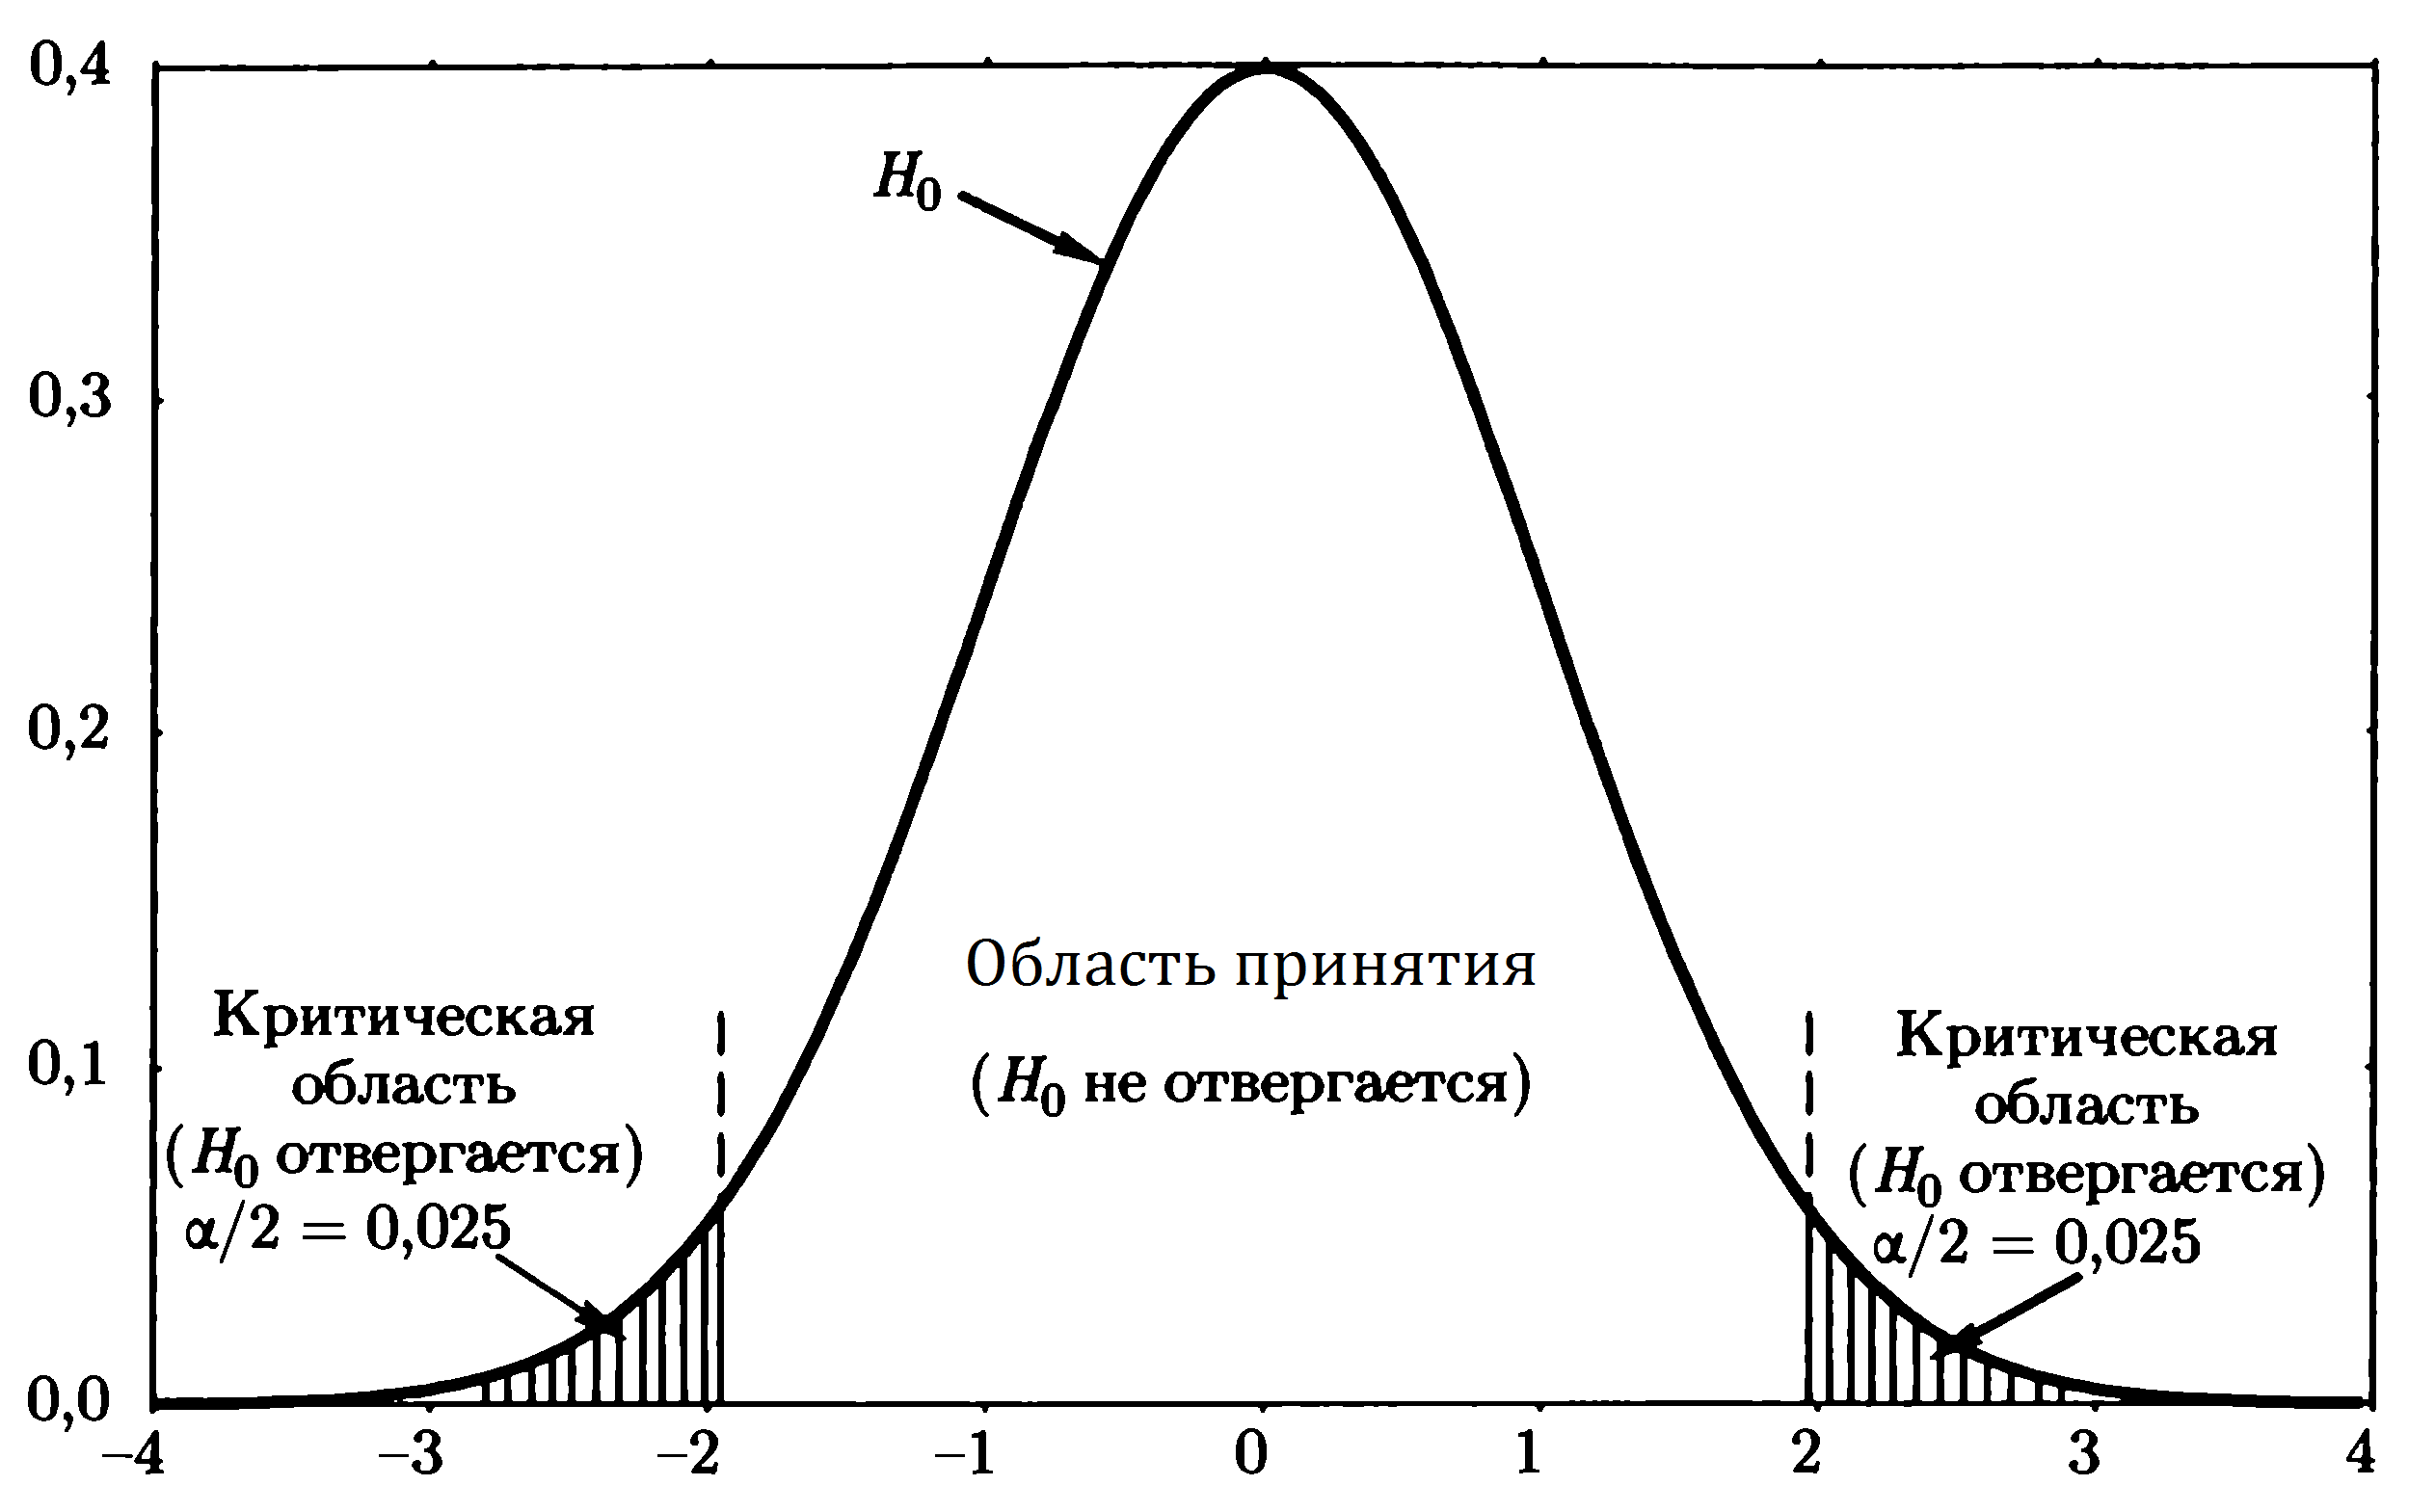 0,4
H₀
0,3
0,2
Область принятия
(H₀ не отвергается)
Критическая
область
(H₀ отвергается)
α/2 = 0,025
Критическая
область
(H₀ отвергается)
α/2 = 0,025
0,1
0,0
−4 −3 −2 −1 0 1 2 3 4